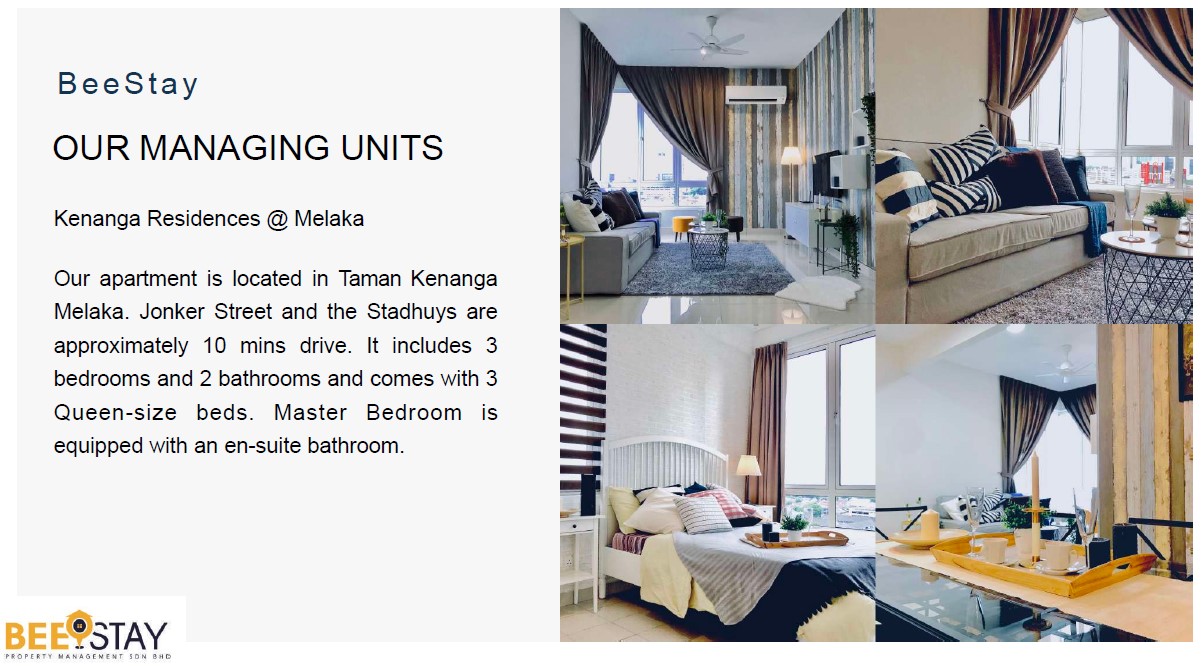 BeeStay
OUR MANAGING UNITS
Kenanga Residences @ Melaka
Our apartment is located in Taman Kenanga
Melaka. Jonker Street and the Stadhuys are
approximately 10 mins drive. It includes 3
bedrooms and 2 bathrooms and comes with 3
Queen-size beds. Master Bedroom is
equipped with an en-suite bathroom.
BEE STAY
PROPERTY MANAGEMENT SDN BHD